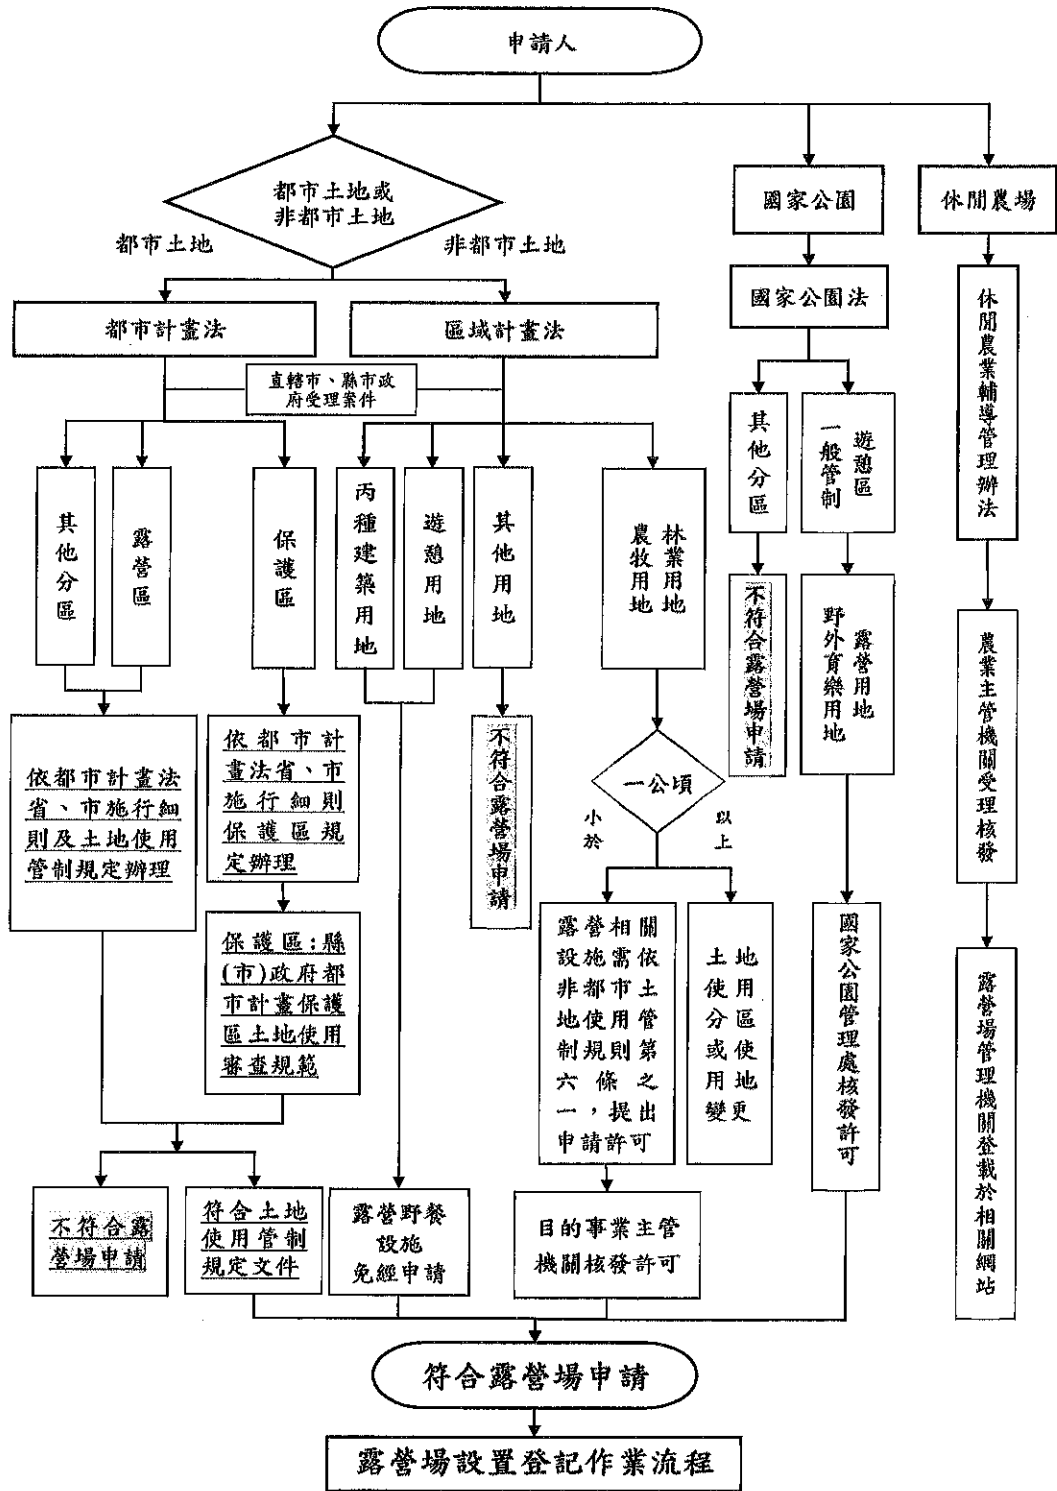 申請人
都市土地或
非都市土地
都市土地
非都市土地
國家公園
休閒農場
都市計畫法
區域計畫法
國家公園法
休閒農業輔導管理辦法
直轄市、縣市政
府受理案件
其他分區
露營區
保護區
丙種建築用地
遊憩用地
其他用地
林業用地
農牧用地
其他分區
遊憩區
一般管制
不符合露營場申請
露營用地
野外育樂用地
農業主管機關受理核發
依都市計畫法
省、市施行細
則及土地使用
管制規定辦理
依都市計
畫法省、市
施行細則
保護區規
定辦理
不符合露營場申請
一公頃
小於
以上
保護區:縣
(市)政府都
市計畫保護
區土地使用
審查規範
露營相關
設施需依
非都市土
地使用管
制規則第
六條之
一,提出
申請許可
土地
使用
分區
或使
用地
變更
國家公園管理處核發許可
露營場管理機關登載於相關網站
不符合露
營場申請
符合土地
使用管制
規定文件
露營野餐
設施
免經申請
目的事業主管
機關核發許可
符合露營場申請
露營場設置登記作業流程